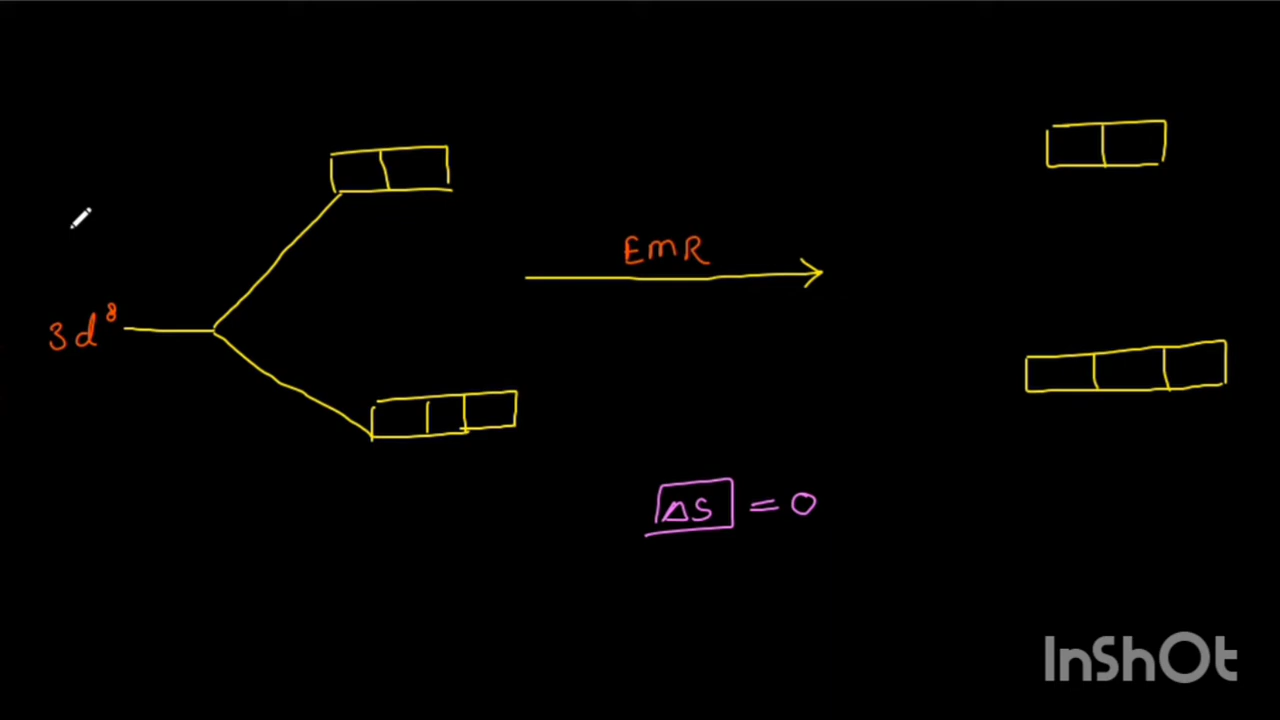 EmR
3d⁸
ΔS = 0
InShOt